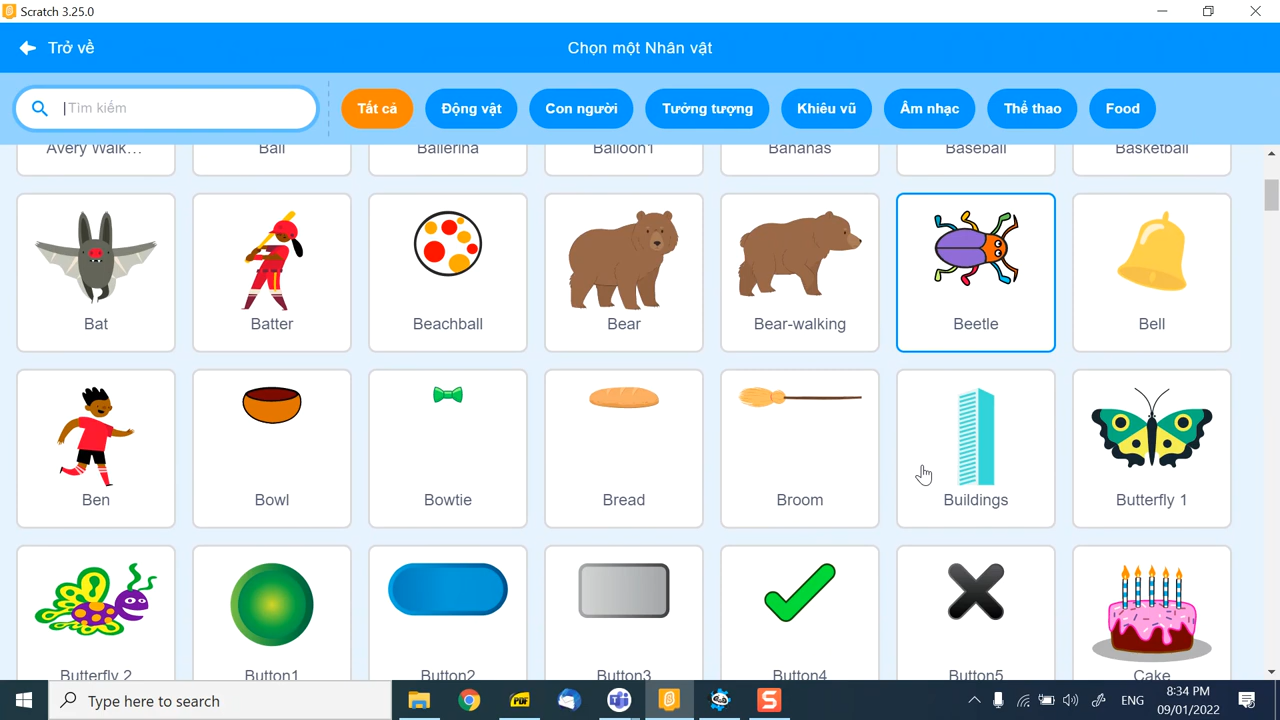 Scratch 3.25.0
Trở về
Chọn một Nhân vật
Tìm kiếm
Tất cả
Động vật
Con người
Tưởng tượng
Khiêu vũ
Âm nhạc
Thể thao
Food
Avery Walk...
Ball
Ballerina
Balloon1
Bananas
Baseball
Basketball
Bat
Batter
Beachball
Bear
Bear-walking
Beetle
Bell
Ben
Bowl
Bowtie
Bread
Broom
Buildings
Butterfly 1
Butterfly 2
Button1
Button2
Button3
Button4
Button5
Cake
Type here to search
PDF
ENG
8:34 PM
09/01/2022